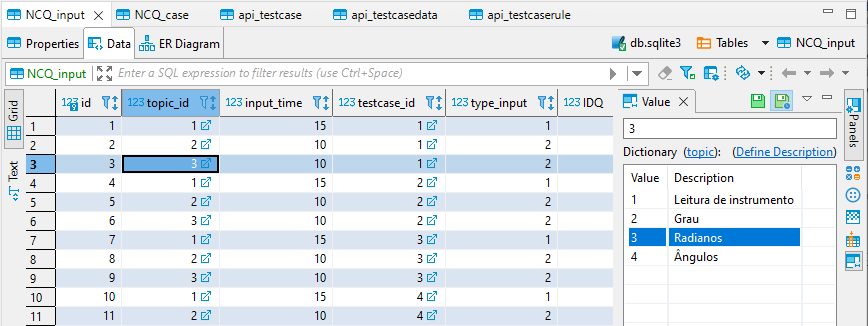 NCQ_input NCQ_case api_testcase api_testcasedata api_testcaserule
Properties Data ER Diagram db.sqlite3 Tables NCQ_input
NCQ_input Enter a SQL expression to filter results (use Ctrl+Space)
Grid
Text
123 id 123 topic_id 123 input_time 123 testcase_id 123 type_input 123 IDQ
1 1 1 15 1 1
2 2 2 10 1 2
3 3 3 10 1 2
4 4 1 15 2 1
5 5 2 10 2 2
6 6 3 10 2 2
7 7 1 15 3 1
8 8 2 10 3 2
9 9 3 10 3 2
10 10 1 15 4 1
11 11 2 10 4 2
Value
3
Dictionary (topic): (Define Description)
Value Description
1 Leitura de instrumento
2 Grau
3 Radianos
4 Ângulos
Panels